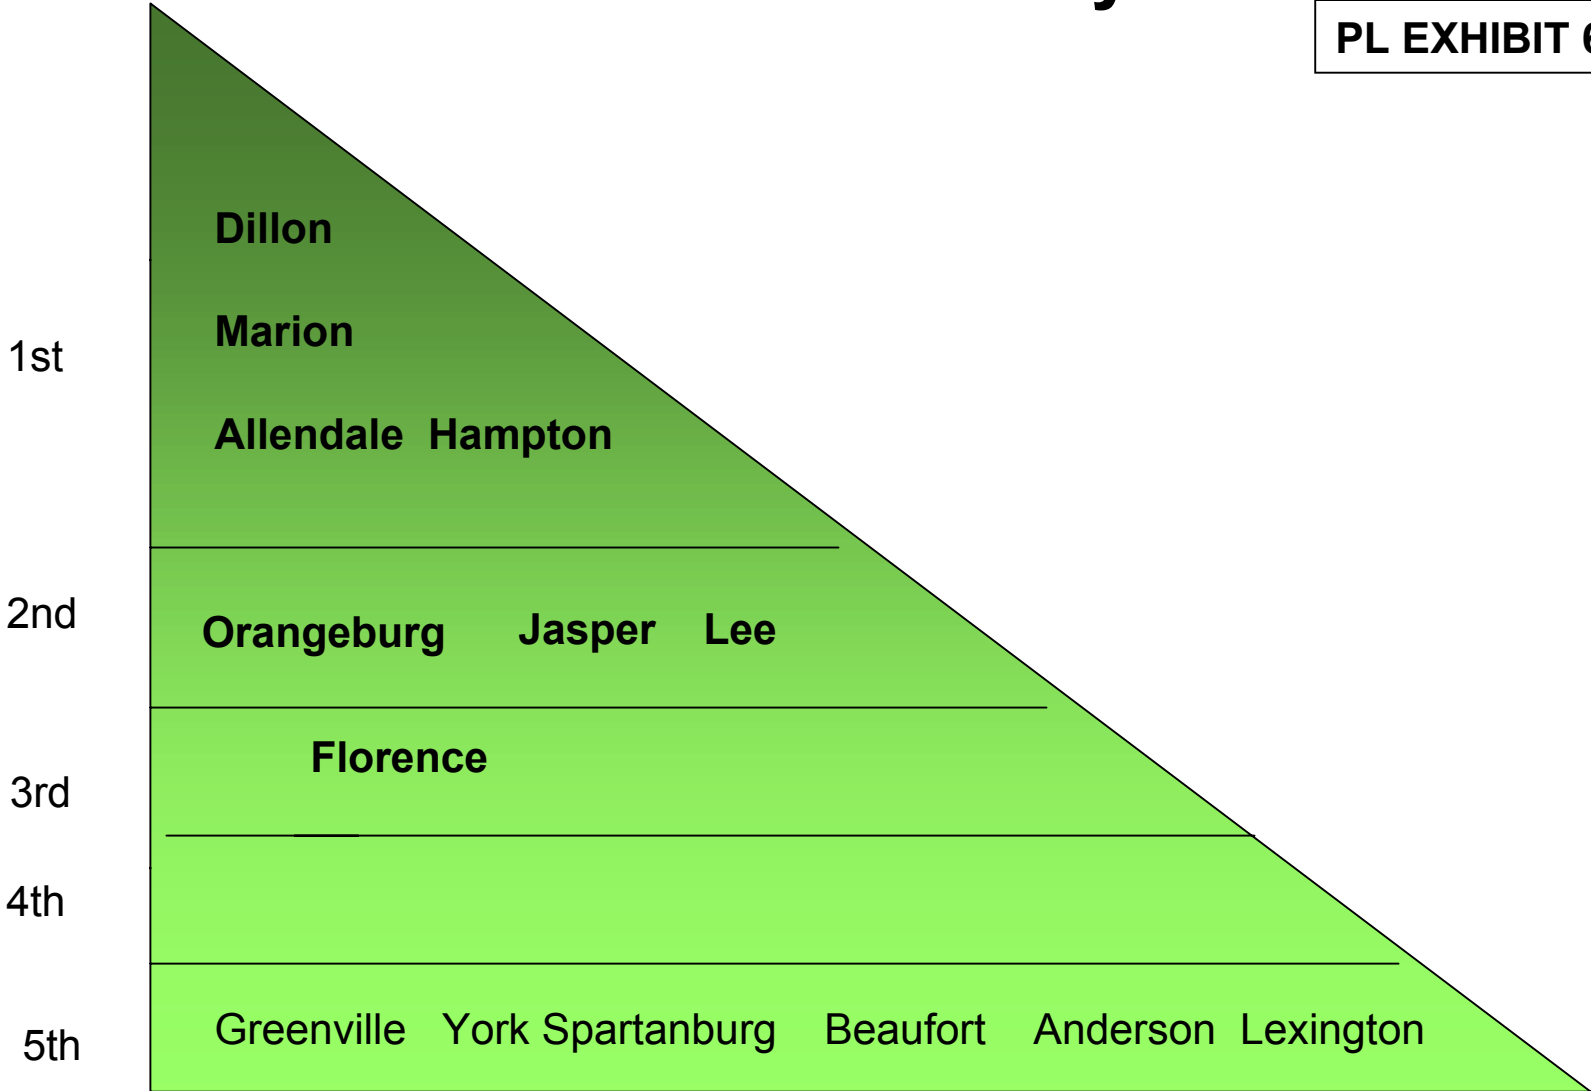 PL EXHIBIT
Dillon
Marion
1st
Allendale Hampton
2nd
Orangeburg Jasper Lee
Florence
3rd
4th
Greenville York Spartanburg Beaufort Anderson Lexington
5th